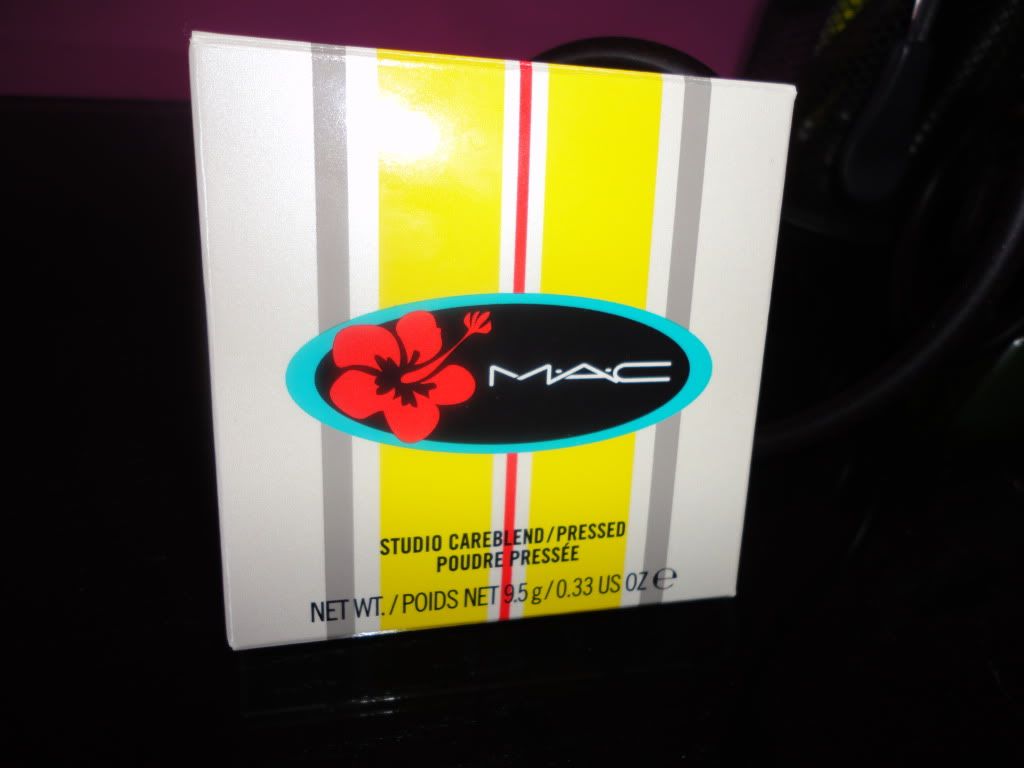 M·A·C
STUDIO CAREBLEND/PRESSED
POUDRE PRESSÉE
NET WT./POIDS NET 9.5 g/0.33 US OZ ℮